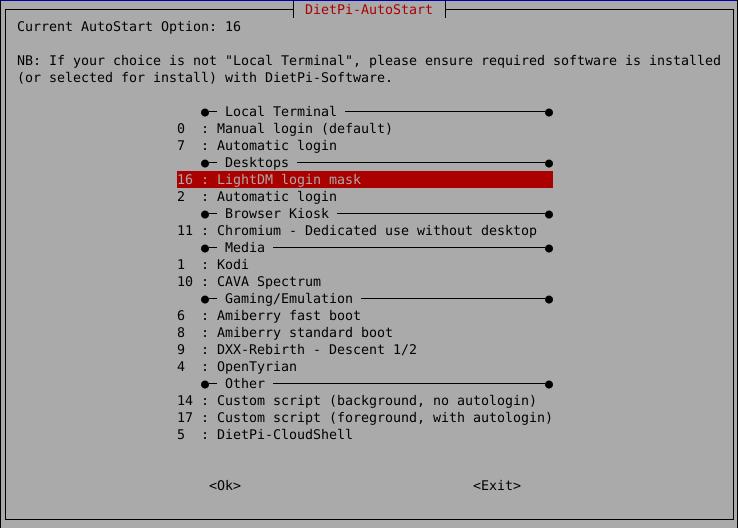 DietPi-AutoStart
Current AutoStart Option: 16
NB: If your choice is not "Local Terminal", please ensure required software is installed
(or selected for install) with DietPi-Software.
●─ Local Terminal ─────────────────────────●
0  : Manual login (default)
7  : Automatic login
●─ Desktops ───────────────────────────────●
16 : LightDM login mask
2  : Automatic login
●─ Browser Kiosk ──────────────────────────●
11 : Chromium - Dedicated use without desktop
●─ Media ──────────────────────────────────●
1  : Kodi
10 : CAVA Spectrum
●─ Gaming/Emulation ───────────────────────●
6  : Amiberry fast boot
8  : Amiberry standard boot
9  : DXX-Rebirth - Descent 1/2
4  : OpenTyrian
●─ Other ──────────────────────────────────●
14 : Custom script (background, no autologin)
17 : Custom script (foreground, with autologin)
5  : DietPi-CloudShell
<Ok> <Exit>